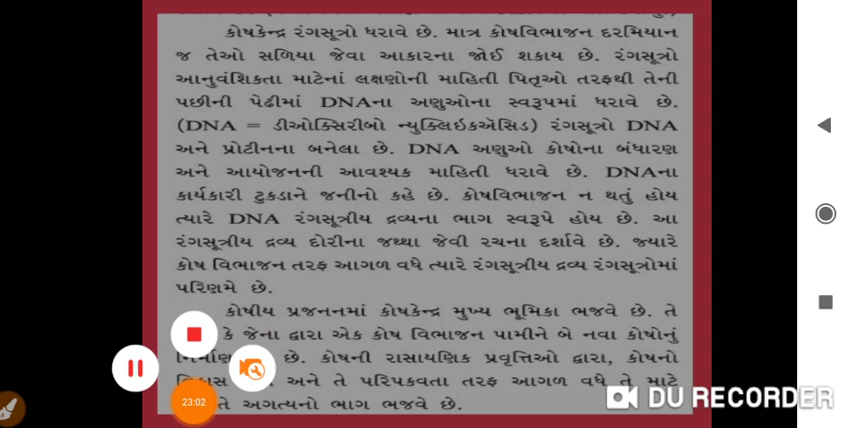 કોષકેન્દ્ર રંગસૂત્રો ધરાવે છે. માત્ર કોષવિભાજન દરમિયાન
જ તેઓ સળિયા જેવા આકારના જોઈ શકાય છે. રંગસૂત્રો
આનુવંશિકતા માટેનાં લક્ષણોની માહિતી પિતૃઓ તરફથી તેની
પછીની પેઢીમાં DNAના અણુઓના સ્વરૂપમાં ધરાવે છે.
(DNA = ડીઓક્સિરીબો ન્યુક્લિઇકઍસિડ) રંગસૂત્રો DNA
અને પ્રોટીનના બનેલા છે. DNA અણુઓ કોષોના બંધારણ
અને આયોજનની આવશ્યક માહિતી ધરાવે છે. DNAના
કાર્યકારી ટુકડાને જનીનો કહે છે. કોષવિભાજન ન થતું હોય
ત્યારે DNA રંગસૂત્રીય દ્રવ્યના ભાગ સ્વરૂપે હોય છે. આ
રંગસૂત્રીય દ્રવ્ય દોરીના જથ્થા જેવી રચના દર્શાવે છે. જ્યારે
કોષ વિભાજન તરફ આગળ વધે ત્યારે રંગસૂત્રીય દ્રવ્ય રંગસૂત્રોમાં
પરિણમે છે.
કોષીય પ્રજનનમાં કોષકેન્દ્ર મુખ્ય ભૂમિકા ભજવે છે. તે
કે જેના દ્વારા એક કોષ વિભાજન પામીને બે નવા કોષોનું
નિર્માણ છે. કોષની રાસાયણિક પ્રવૃત્તિઓ દ્વારા, કોષનો
અને તે પરિપકવતા તરફ આગળ વધે તે માટે
તે અગત્યનો ભાગ ભજવે છે.
23:02
DU RECORDER